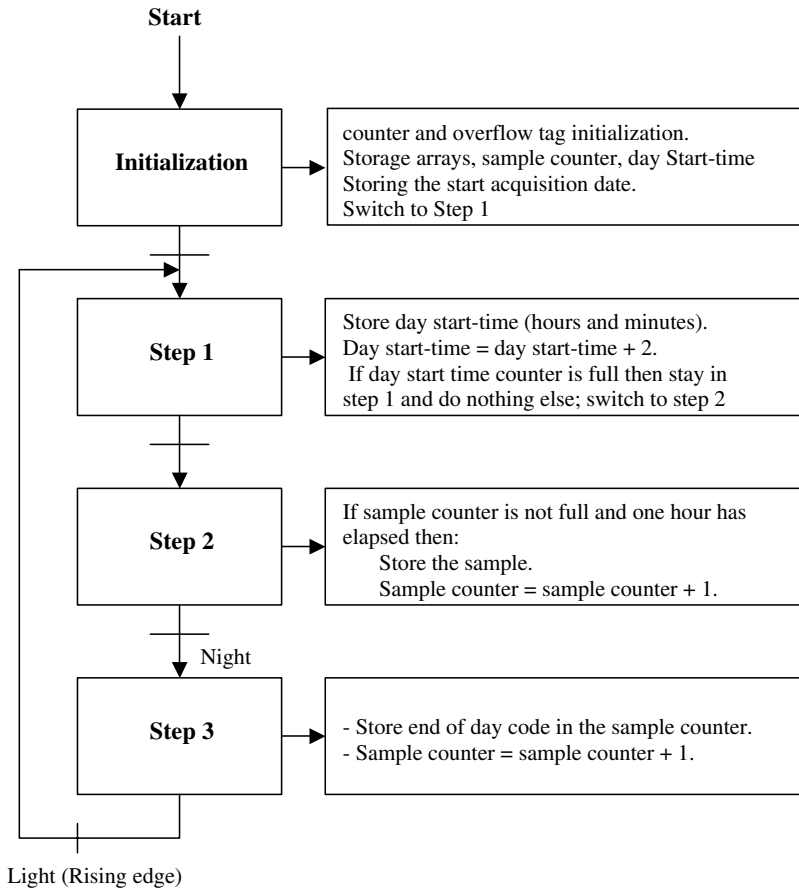 Start
Initialization
counter and overflow tag initialization.
Storage arrays, sample counter, day Start-time
Storing the start acquisition date.
Switch to Step 1
Step 1
Store day start-time (hours and minutes).
Day start-time = day start-time + 2.
If day start time counter is full then stay in
step 1 and do nothing else; switch to step 2
Step 2
If sample counter is not full and one hour has
elapsed then:
Store the sample.
Sample counter = sample counter + 1.
Night
Step 3
- Store end of day code in the sample counter.
- Sample counter = sample counter + 1.
Light (Rising edge)